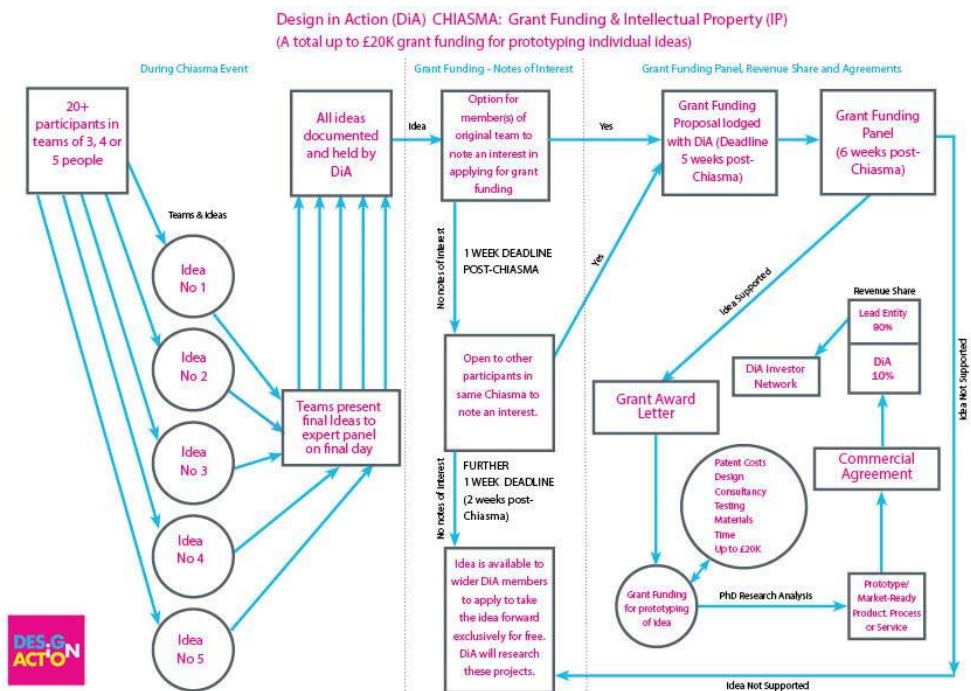 Design in Action (DiA) CHIASMA: Grant Funding & Intellectual Property (IP)
(A total up to £20K grant funding for prototyping individual ideas)
During Chiasma Event
20+
participants in
teams of 3, 4 or
5 people
Teams & Ideas
Idea
No 1
Idea
No 2
Idea
No 3
Idea
No 4
Idea
No 5
Teams present
final Ideas to
expert panel
on final day
All ideas
documented
and held by
DiA
Idea
Grant Funding - Notes of Interest
Option for
member(s) of
original team to
note an interest in
applying for grant
funding
Yes
No notes of Interest
1 WEEK DEADLINE
POST-CHIASMA
Open to other
participants in
same Chiasma to
note an interest.
Yes
No notes of Interest
FURTHER
1 WEEK DEADLINE
(2 weeks post-
Chiasma)
Idea is available to
wider DiA members
to apply to take
the idea forward
exclusively for free.
DiA will research
these projects.
Grant Funding Panel, Revenue Share and Agreements
Grant Funding
Proposal lodged
with DiA (Deadline
5 weeks post-
Chiasma)
Grant Funding
Panel
(6 weeks post-
Chiasma)
Idea Supported
Idea Not Supported
Grant Award
Letter
Grant Funding
for prototyping
of Idea
Patent Costs
Design
Consultancy
Testing
Materials
Time
Up to £20K
PhD Research Analysis
Prototype/
Market-Ready
Product, Process
or Service
Commercial
Agreement
Revenue Share
Lead Entity
90%
DiA
10%
DiA Investor
Network
Idea Not Supported
DESiGN
ACTiON